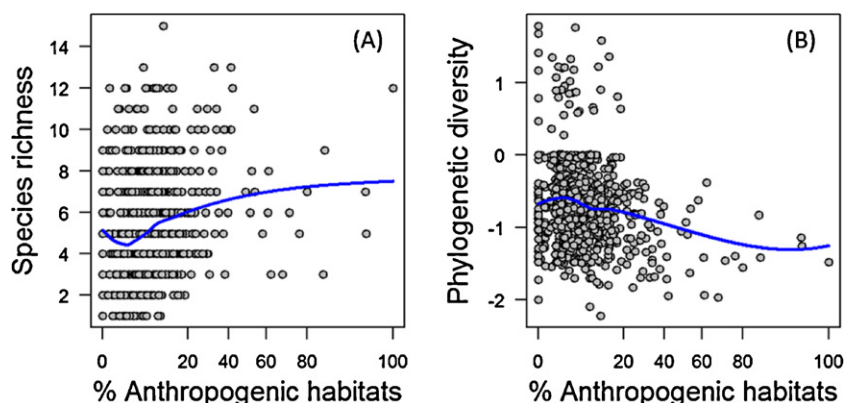 (A)
Species richness
14
12
10
8
6
4
2
0 20 40 60 80 100
% Anthropogenic habitats
(B)
Phylogenetic diversity
1
0
-1
-2
0 20 40 60 80 100
% Anthropogenic habitats